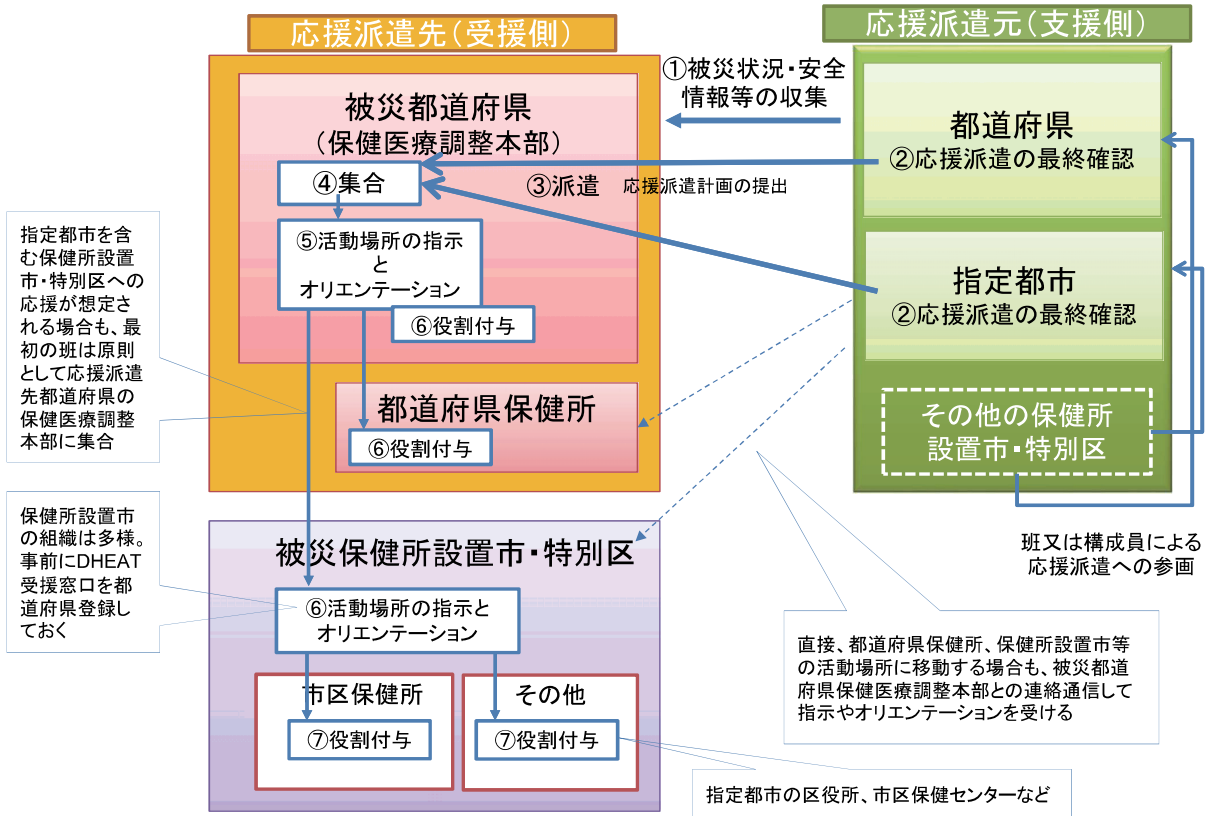 応援派遣先（受援側）
応援派遣元（支援側）
被災都道府県
（保健医療調整本部）
④集合
⑤活動場所の指示
と
オリエンテーション
⑥役割付与
都道府県保健所
⑥役割付与
①被災状況・安全
情報等の収集
③派遣
応援派遣計画の提出
都道府県
②応援派遣の最終確認
指定都市
②応援派遣の最終確認
その他の保健所
設置市・特別区
班又は構成員による
応援派遣への参画
指定都市を含
む保健所設置
市・特別区への
応援が想定さ
れる場合も、最
初の班は原則
として応援派遣
先都道府県の
保健医療調整
本部に集合
保健所設置市
の組織は多様。
事前にDHEAT
受援窓口を都
道府県登録し
ておく
被災保健所設置市・特別区
⑥活動場所の指示と
オリエンテーション
市区保健所
⑦役割付与
その他
⑦役割付与
直接、都道府県保健所、保健所設置市等
の活動場所に移動する場合も、被災都道
府県保健医療調整本部との連絡通信して
指示やオリエンテーションを受ける
指定都市の区役所、市区保健センターなど